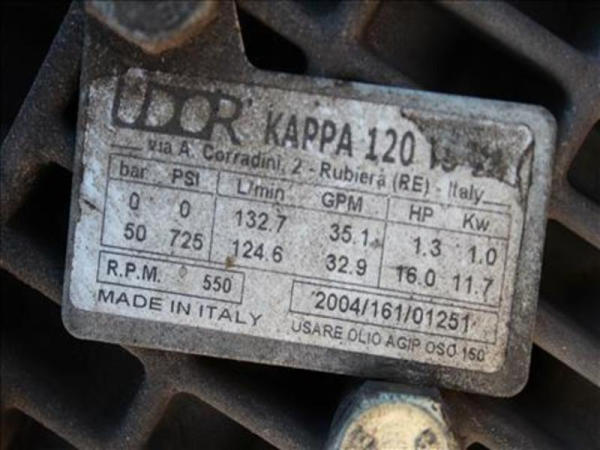 UDOR KAPPA 120
via A. Corradini, 2 - Rubiera (RE) - Italy
bar PSI L/min GPM HP Kw
0 0 132.7 35.1 1.3 1.0
50 725 124.6 32.9 16.0 11.7
R.P.M. 550 2004/161/01251
MADE IN ITALY USARE OLIO AGIP OSO 150